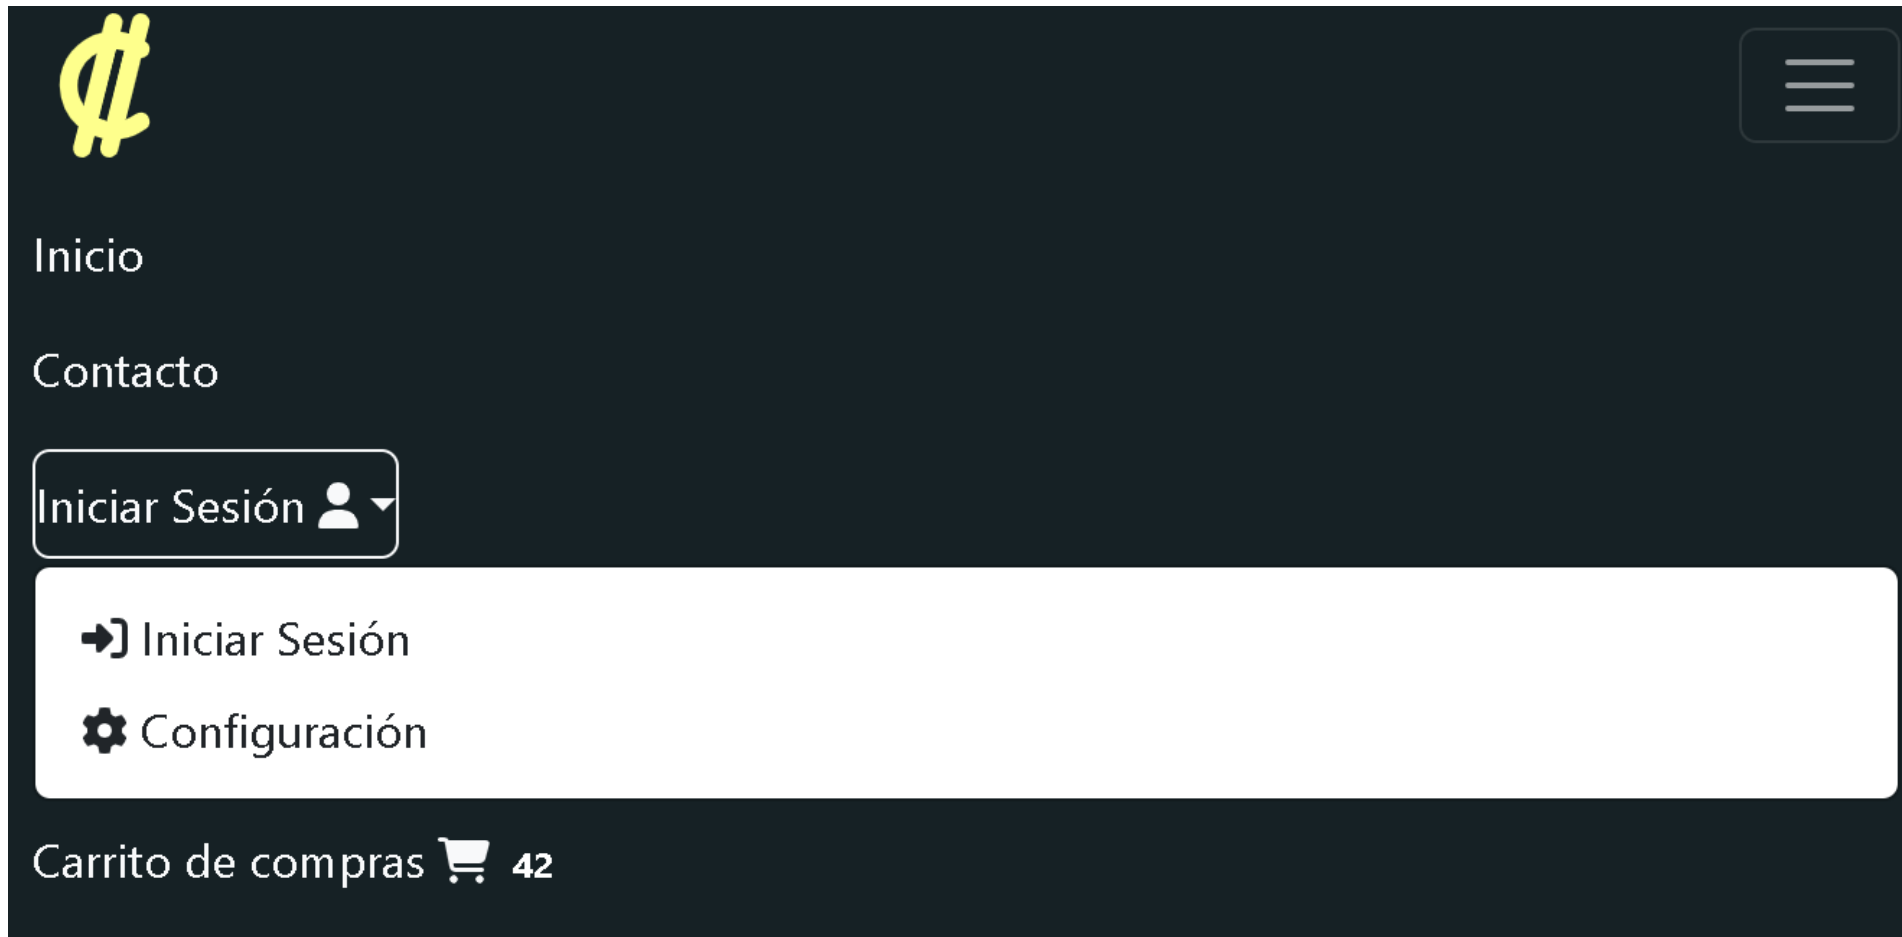 ₡
Inicio
Contacto
Iniciar Sesión
Iniciar Sesión
Configuración
Carrito de compras 42